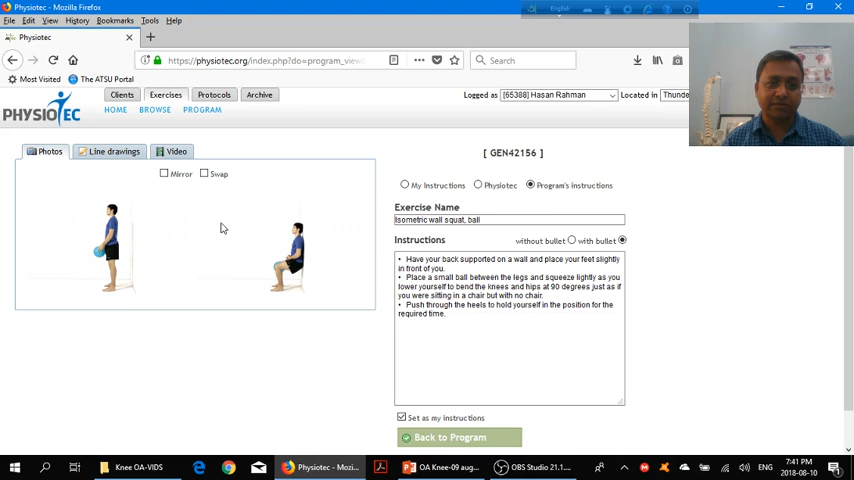 Physiotec - Mozilla Firefox
English
File Edit View History Bookmarks Tools Help
Physiotec
https://physiotec.org/index.php?do=program_view
Search
Most Visited The ATSU Portal
PHYSIOTEC
Clients Exercises Protocols Archive
Logged as [65388] Hasan Rahman Located in Thunde
HOME BROWSE PROGRAM
Photos Line drawings Video
[ GEN42156 ]
Mirror Swap
My Instructions Physiotec Program's instructions
Exercise Name
Isometric wall squat, ball
Instructions without bullet with bullet
• Have your back supported on a wall and place your feet slightly
in front of you.
• Place a small ball between the legs and squeeze lightly as you
lower yourself to bend the knees and hips at 90 degrees just as if
you were sitting in a chair but with no chair.
• Push through the heels to hold yourself in the position for the
required time.
Set as my instructions
Back to Program
Knee OA-VIDS
Physiotec - Mozi...
OA Knee-09 aug...
OBS Studio 21.1....
ENG
7:41 PM
2018-08-10